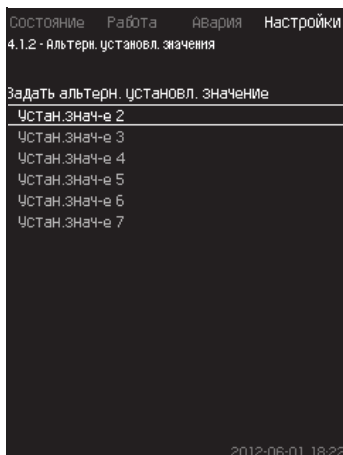 Состояние Работа Авария Настройки
4.1.2 - Альтерн. установл. значения
Задать альтерн. установл. значение
Устан.знач-е 2
Устан.знач-е 3
Устан.знач-е 4
Устан.знач-е 5
Устан.знач-е 6
Устан.знач-е 7
2012-06-01 18:22